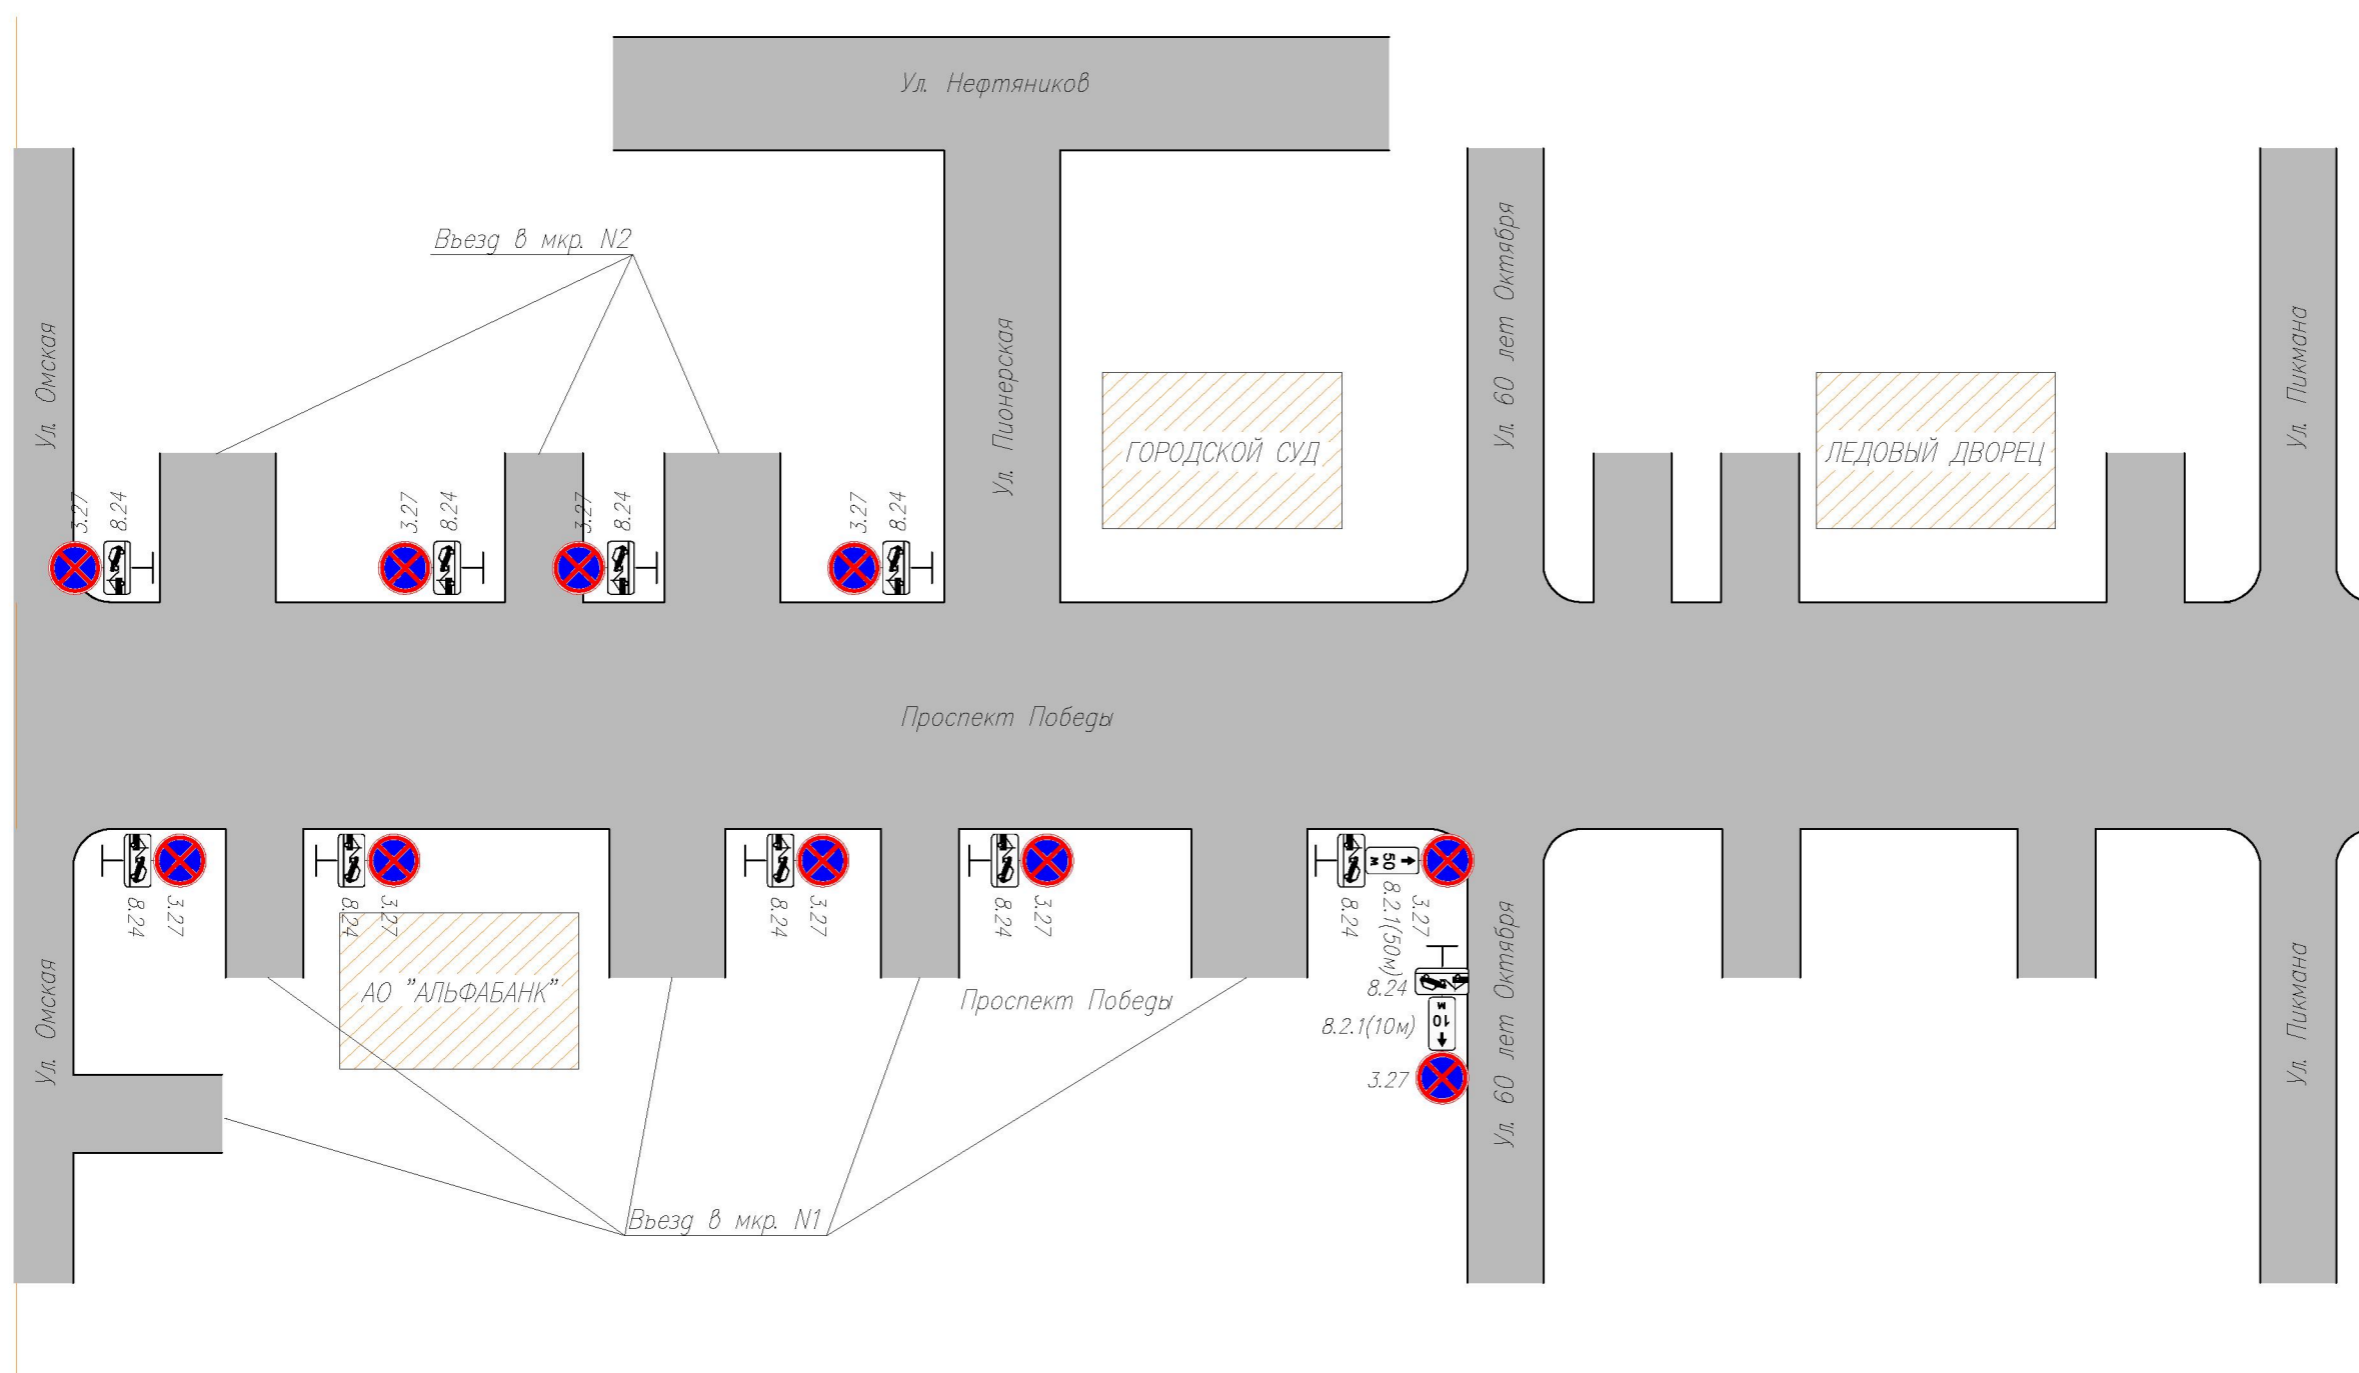 Ул. Нефтяников
Въезд в мкр. N2
Ул. Омская
Ул. Пионерская
Ул. 60 лет Октября
Ул. Пикмана
ГОРОДСКОЙ СУД
ЛЕДОВЫЙ ДВОРЕЦ
3.27
8.24
3.27
8.24
3.27
8.24
3.27
8.24
Проспект Победы
8.24
3.27
8.24
3.27
8.24
3.27
8.24
3.27
50 м
8.24
8.2.1(50м)
3.27
АО "АЛЬФАБАНК"
Проспект Победы
8.24
8.2.1(10м)
10 м
3.27
Ул. Омская
Ул. 60 лет Октября
Ул. Пикмана
Въезд в мкр. N1